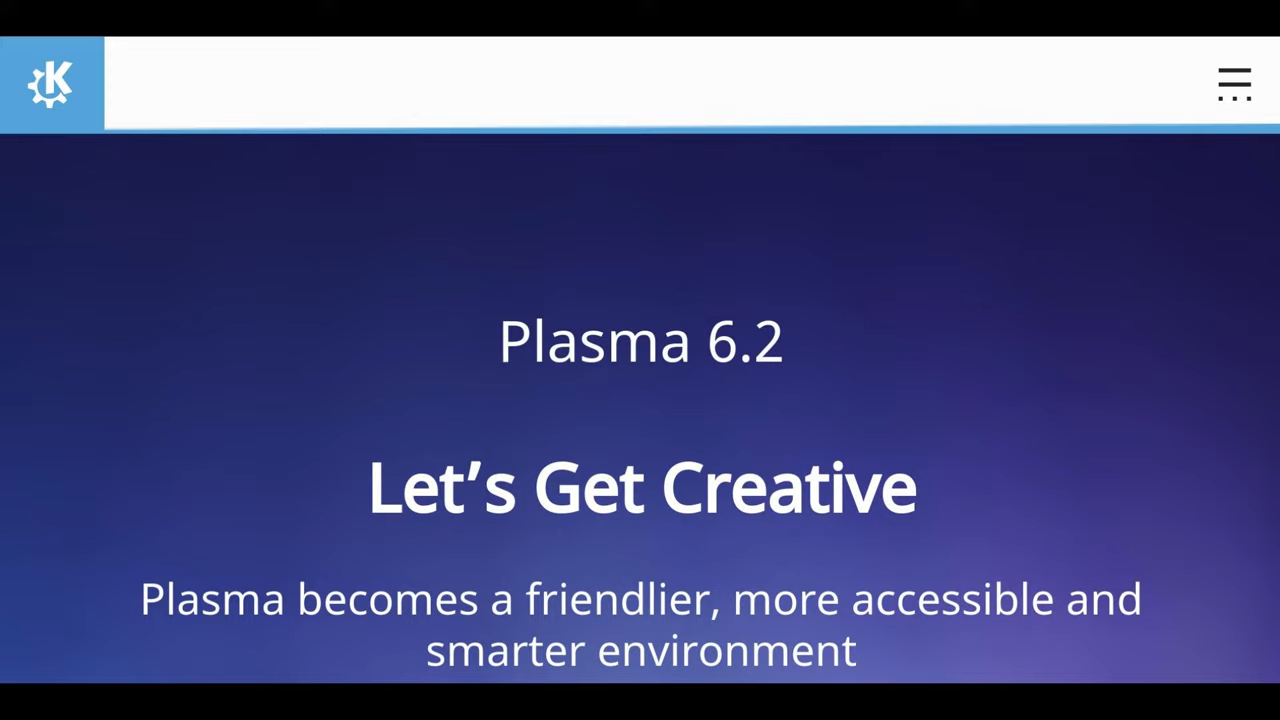 K
Plasma 6.2
Let’s Get Creative
Plasma becomes a friendlier, more accessible and
smarter environment